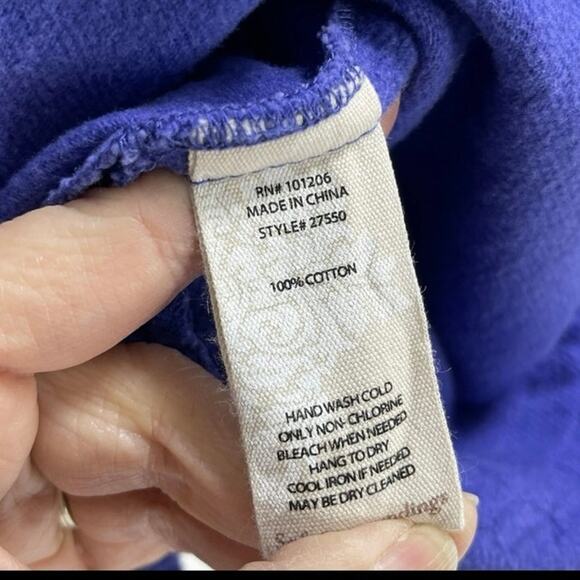 RN# 101206
MADE IN CHINA
STYLE# 27550
100% COTTON
HAND WASH COLD
ONLY NON-CHLORINE
BLEACH WHEN NEEDED
HANG TO DRY
COOL IRON IF NEEDED
MAY BE DRY CLEANED